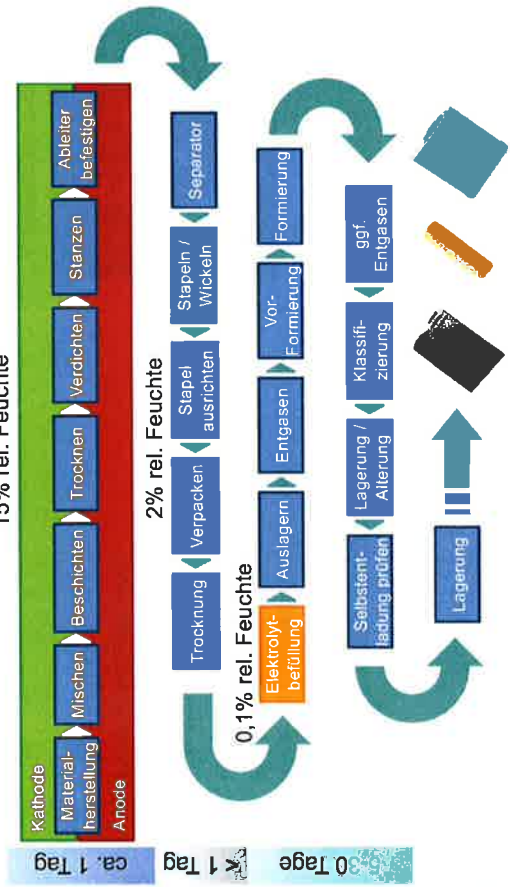 15% rel. Feuchte
Kathode
Material-
herstellung
Mischen
Beschichten
Trocknen
Verdichten
Stanzen
Ableiter
befestigen
Anode
ca. 1 Tag
2% rel. Feuchte
Separator
Stapeln /
Wickeln
Stapel
ausrichten
Verpacken
Trocknung
1 Tag
0,1% rel. Feuchte
Elektrolyt-
befüllung
Auslagern
Entgasen
Vor-
Formierung
Formierung
Tage
ggf.
Entgasen
Klassifi-
zierung
Lagerung /
Alterung
Selbstent-
ladung prüfen
Lagerung